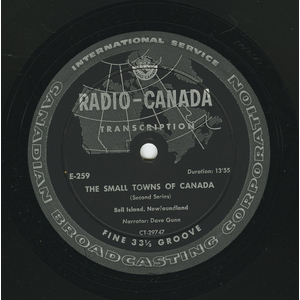 INTERNATIONAL SERVICE
CANADIAN BROADCASTING CORPORATION
RADIO-CANADA
TRANSCRIPTION
E-259
Duration: 13'55
THE SMALL TOWNS OF CANADA
(Second Series)
Bell Island, Newfoundland
Narrator: Dave Gunn
CT-29747
FINE 33⅓ GROOVE